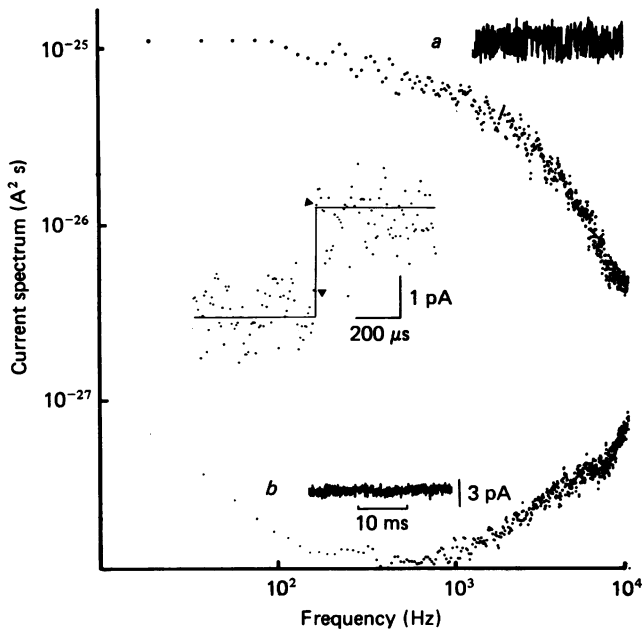 a
10⁻²⁵
10⁻²⁶
10⁻²⁷
Current spectrum (A² s)
1 pA
200 μs
b
3 pA
10 ms
10² 10³ 10⁴
Frequency (Hz)